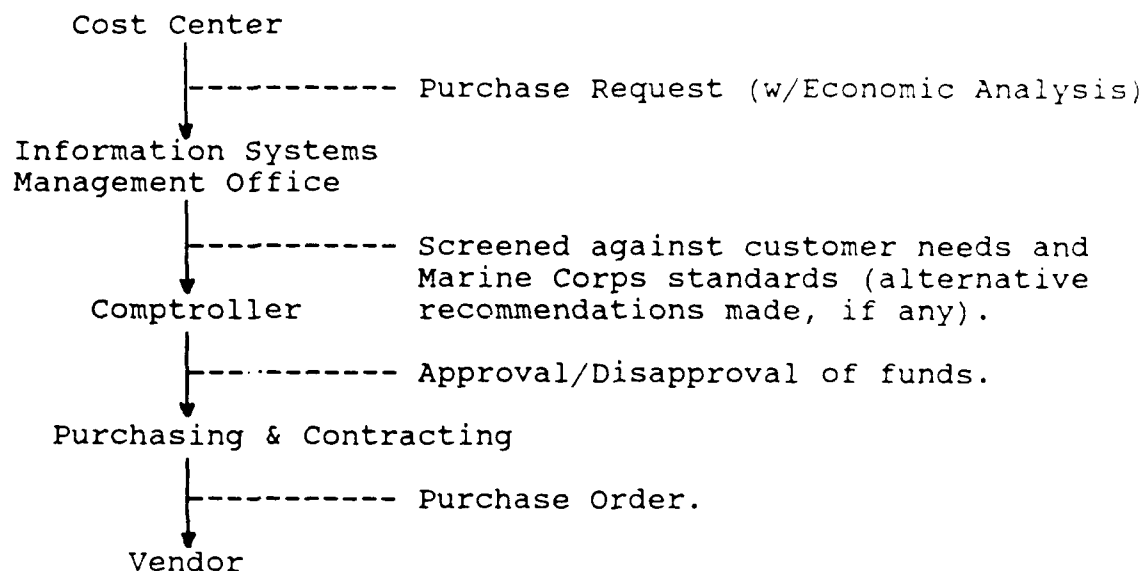 Cost Center
Purchase Request (w/Economic Analysis)
Information Systems
Management Office
Screened against customer needs and
Marine Corps standards (alternative
recommendations made, if any).
Comptroller
Approval/Disapproval of funds.
Purchasing & Contracting
Purchase Order.
Vendor